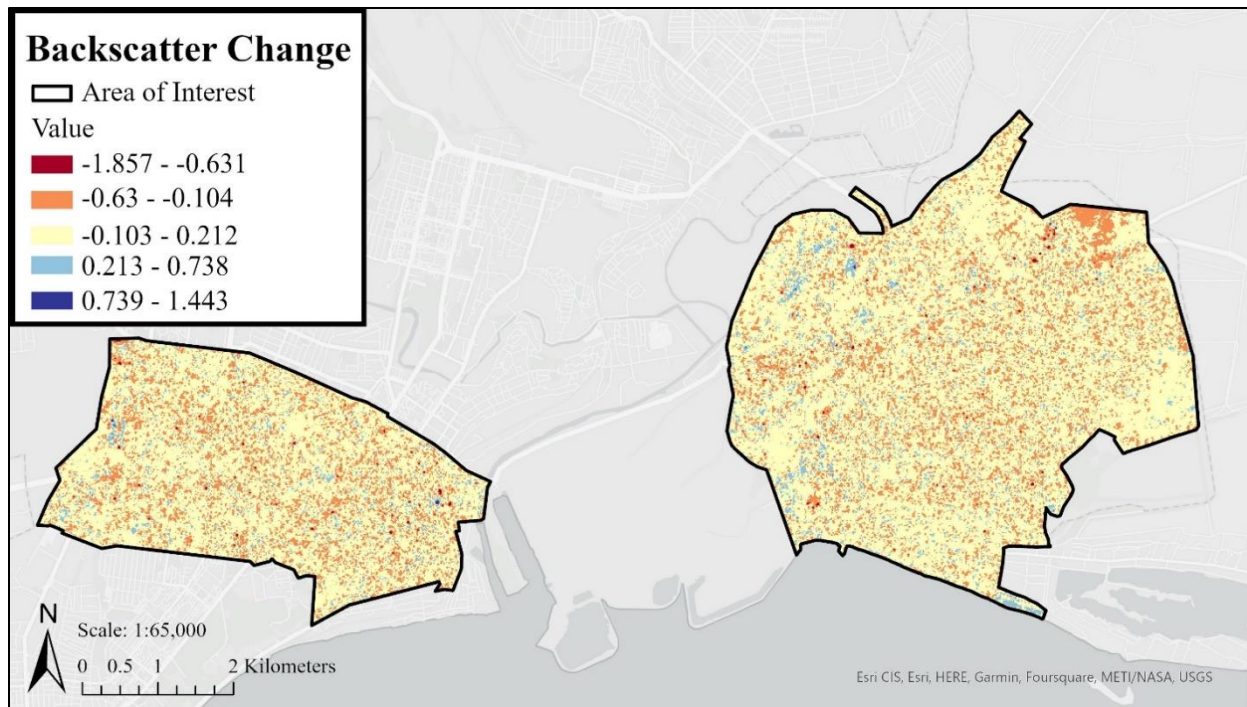 Backscatter Change
Area of Interest
Value
-1.857 - -0.631
-0.63 - -0.104
-0.103 - 0.212
0.213 - 0.738
0.739 - 1.443
N
Scale: 1:65,000
0 0.5 1 2 Kilometers
Esri CIS, Esri, HERE, Garmin, Foursquare, METI/NASA, USGS